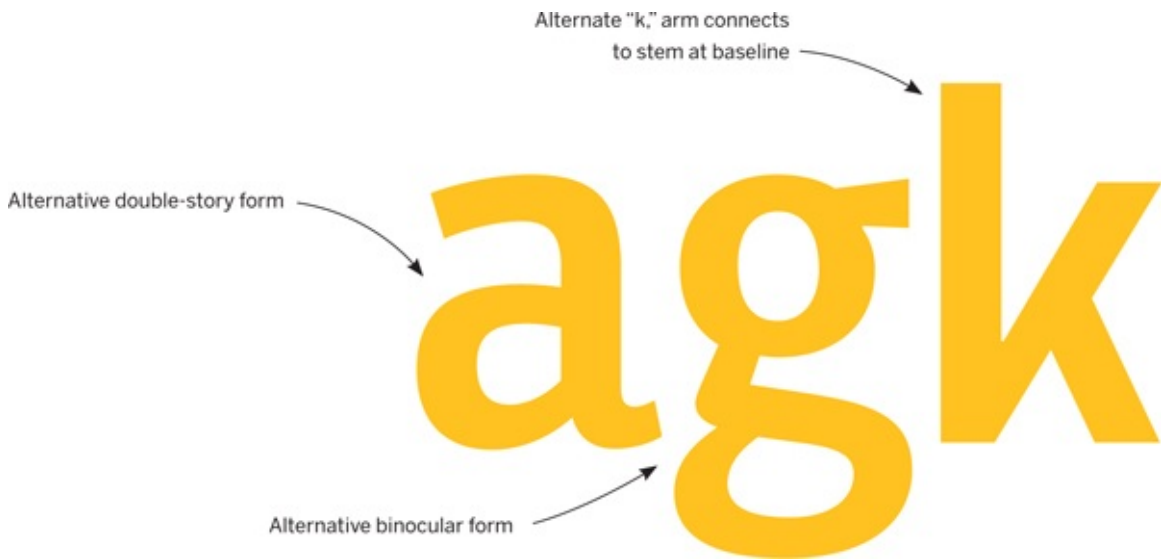 Alternate “k,” arm connects
to stem at baseline
Alternative double-story form
agk
Alternative binocular form